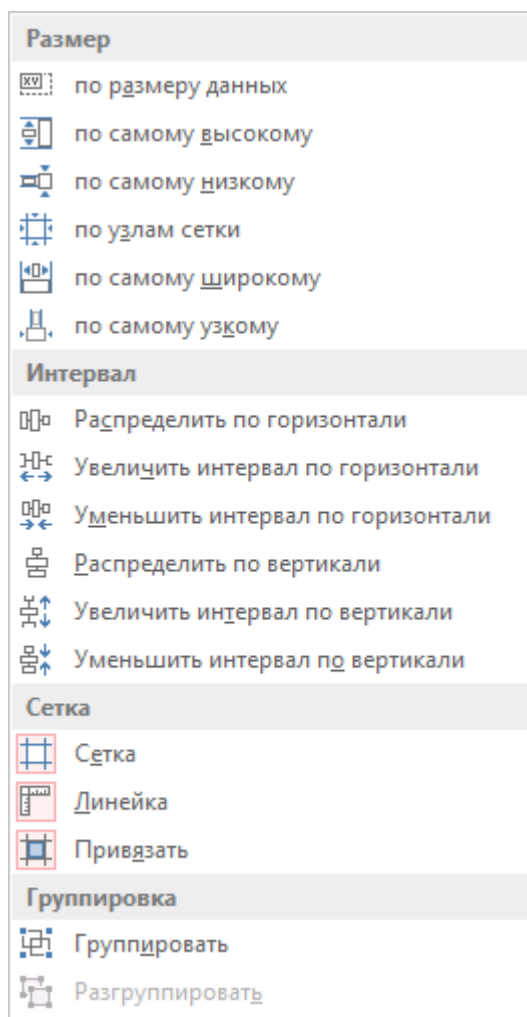 Размер
по размеру данных
по самому высокому
по самому низкому
по узлам сетки
по самому широкому
по самому узкому
Интервал
Распределить по горизонтали
Увеличить интервал по горизонтали
Уменьшить интервал по горизонтали
Распределить по вертикали
Увеличить интервал по вертикали
Уменьшить интервал по вертикали
Сетка
Сетка
Линейка
Привязать
Группировка
Группировать
Разгруппировать